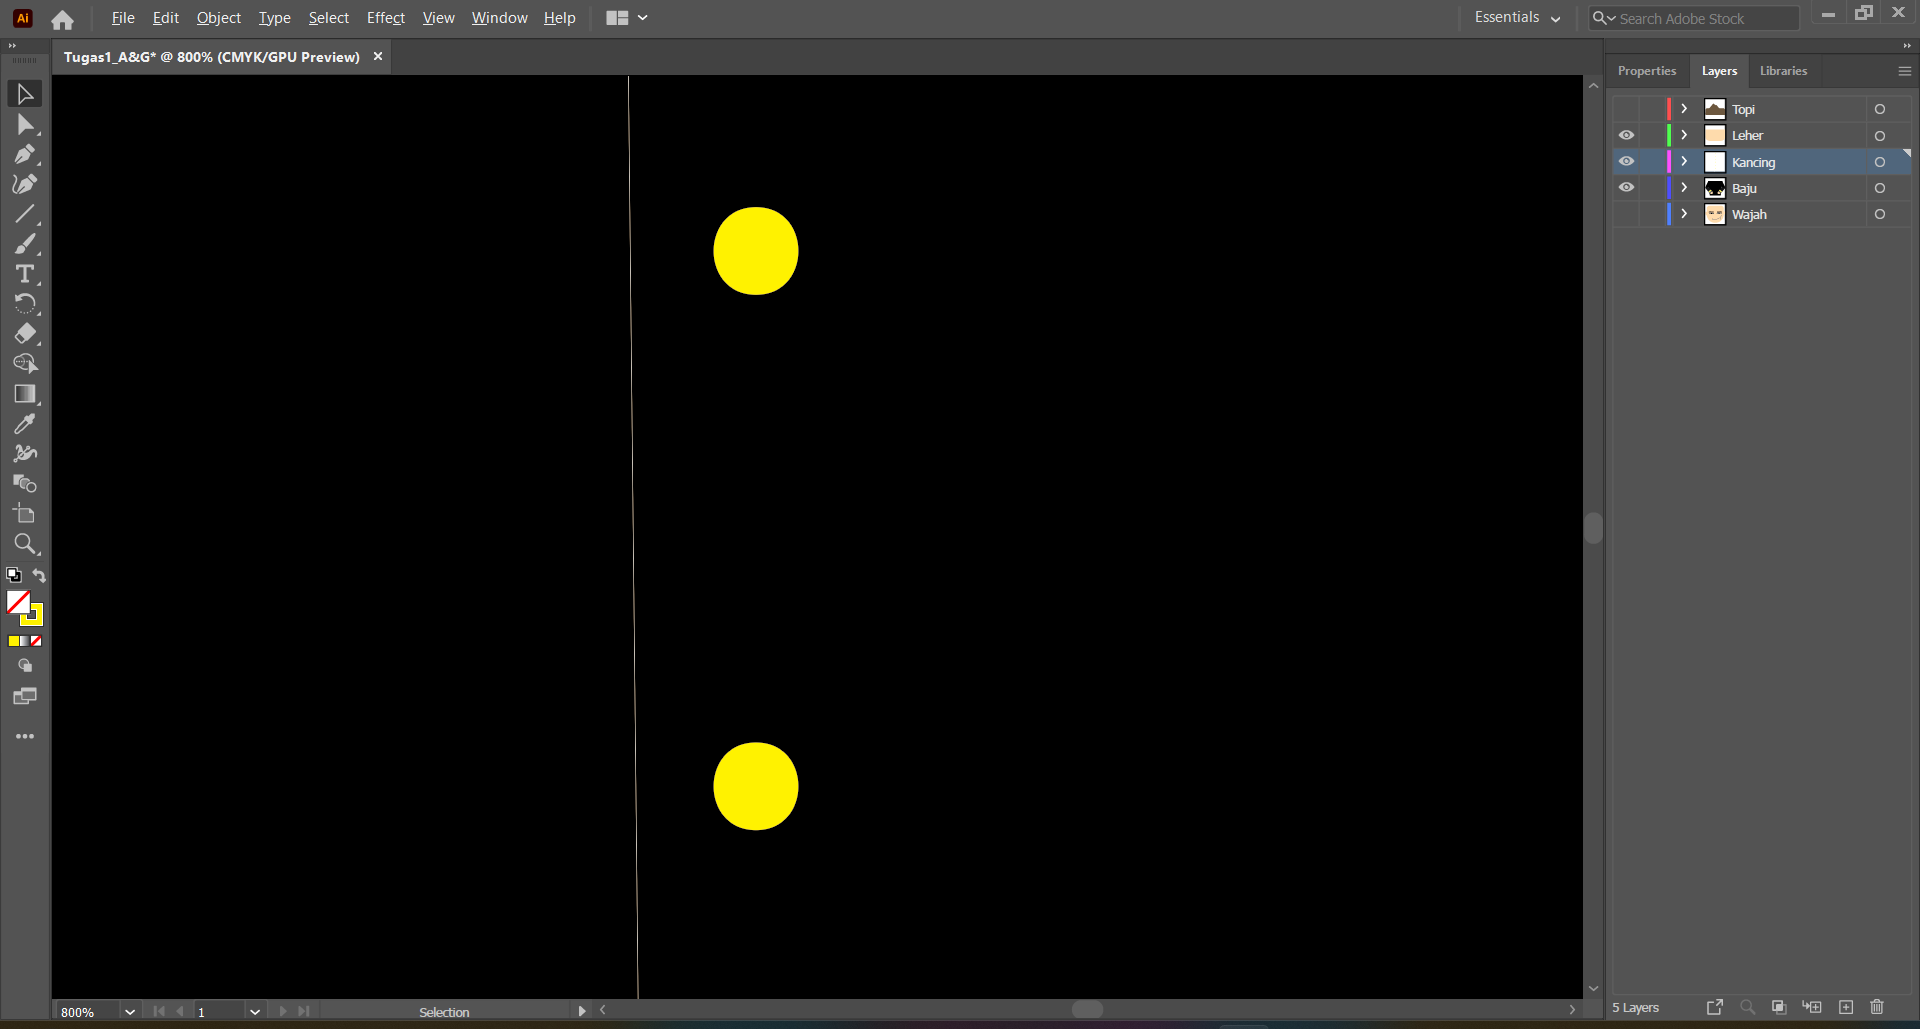 Ai File Edit Object Type Select Effect View Window Help Essentials Search Adobe Stock
Tugas1_A&G* @ 800% (CMYK/GPU Preview)
Properties Layers Libraries
Topi
Leher
Kancing
Baju
Wajah
800% 1 Selection
5 Layers